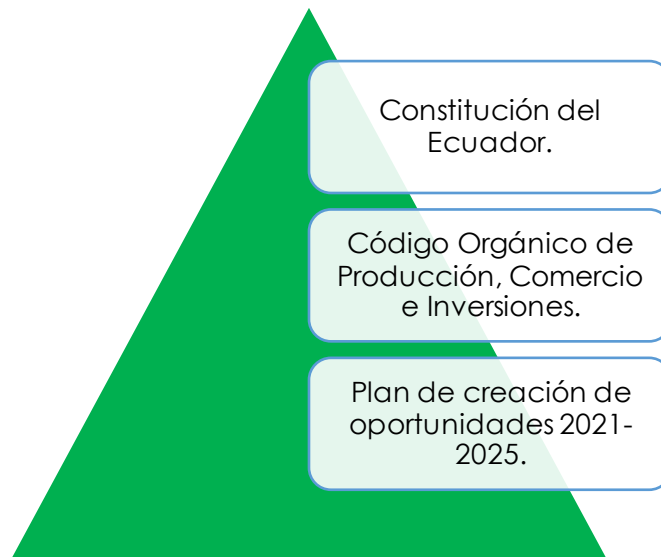 Constitución del
Ecuador.
Código Orgánico de
Producción, Comercio
e Inversiones.
Plan de creación de
oportunidades 2021-
2025.